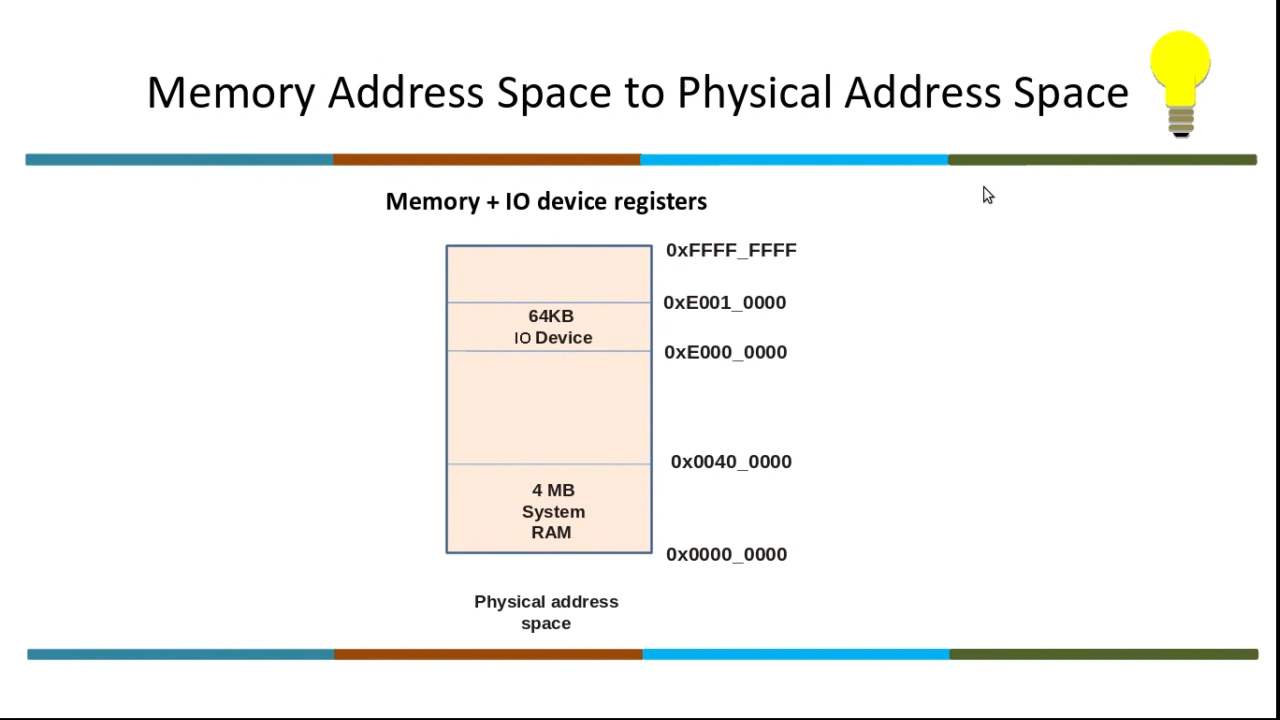 Memory Address Space to Physical Address Space
Memory + IO device registers
0xFFFF_FFFF
0xE001_0000
64KB
IO Device
0xE000_0000
0x0040_0000
4 MB
System
RAM
0x0000_0000
Physical address
space